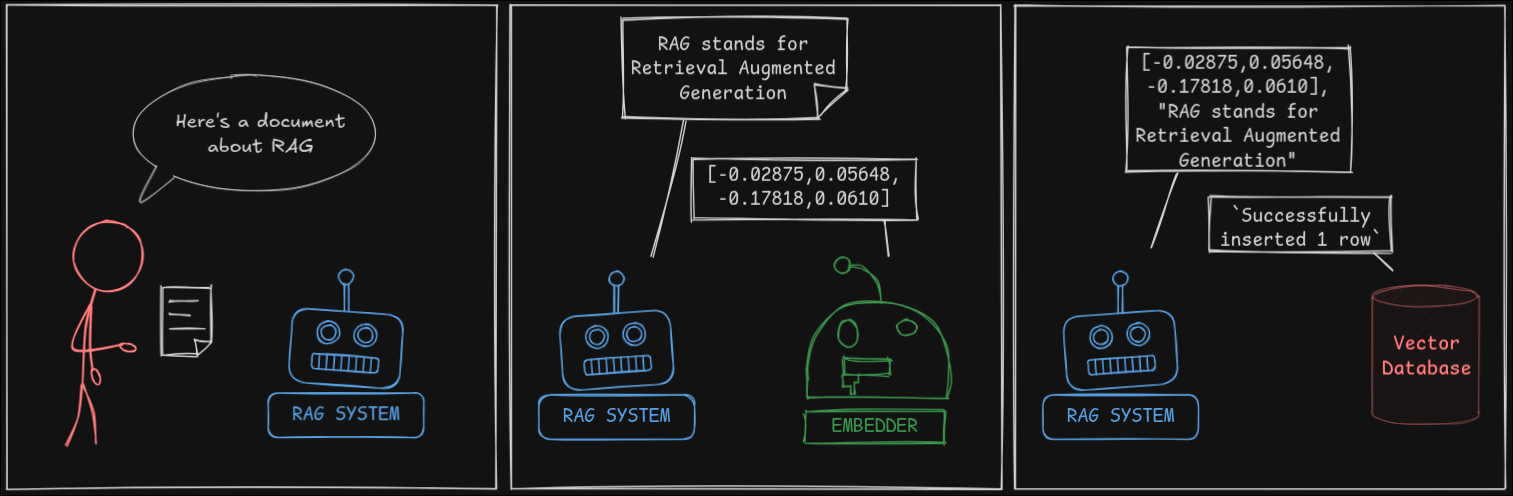 Here's a document
about RAG
RAG SYSTEM
RAG stands for
Retrieval Augmented
Generation
[-0.02875,0.05648,
-0.17818,0.0610]
RAG SYSTEM
EMBEDDER
[-0.02875,0.05648,
-0.17818,0.0610],
"RAG stands for
Retrieval Augmented
Generation"
`Successfully
inserted 1 row`
RAG SYSTEM
Vector
Database